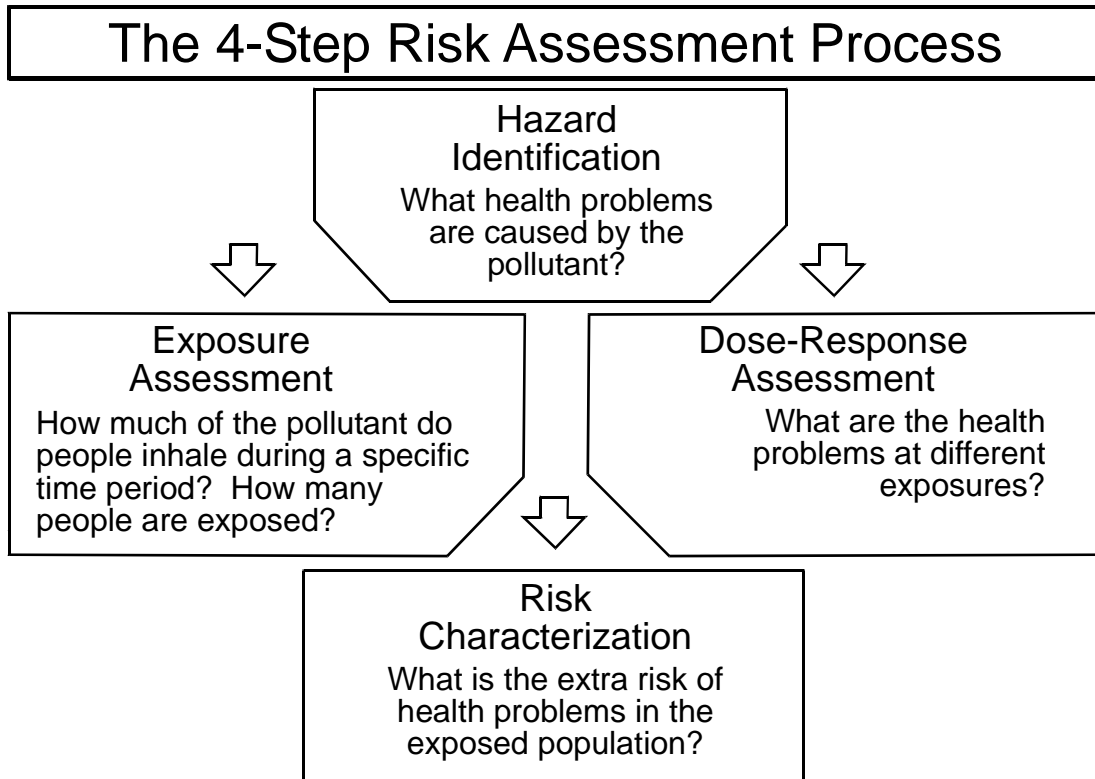 The 4-Step Risk Assessment Process
Hazard
Identification
What health problems
are caused by the
pollutant?
Exposure
Assessment
How much of the pollutant do
people inhale during a specific
time period?  How many
people are exposed?
Dose-Response
Assessment
What are the health
problems at different
exposures?
Risk
Characterization
What is the extra risk of
health problems in the
exposed population?